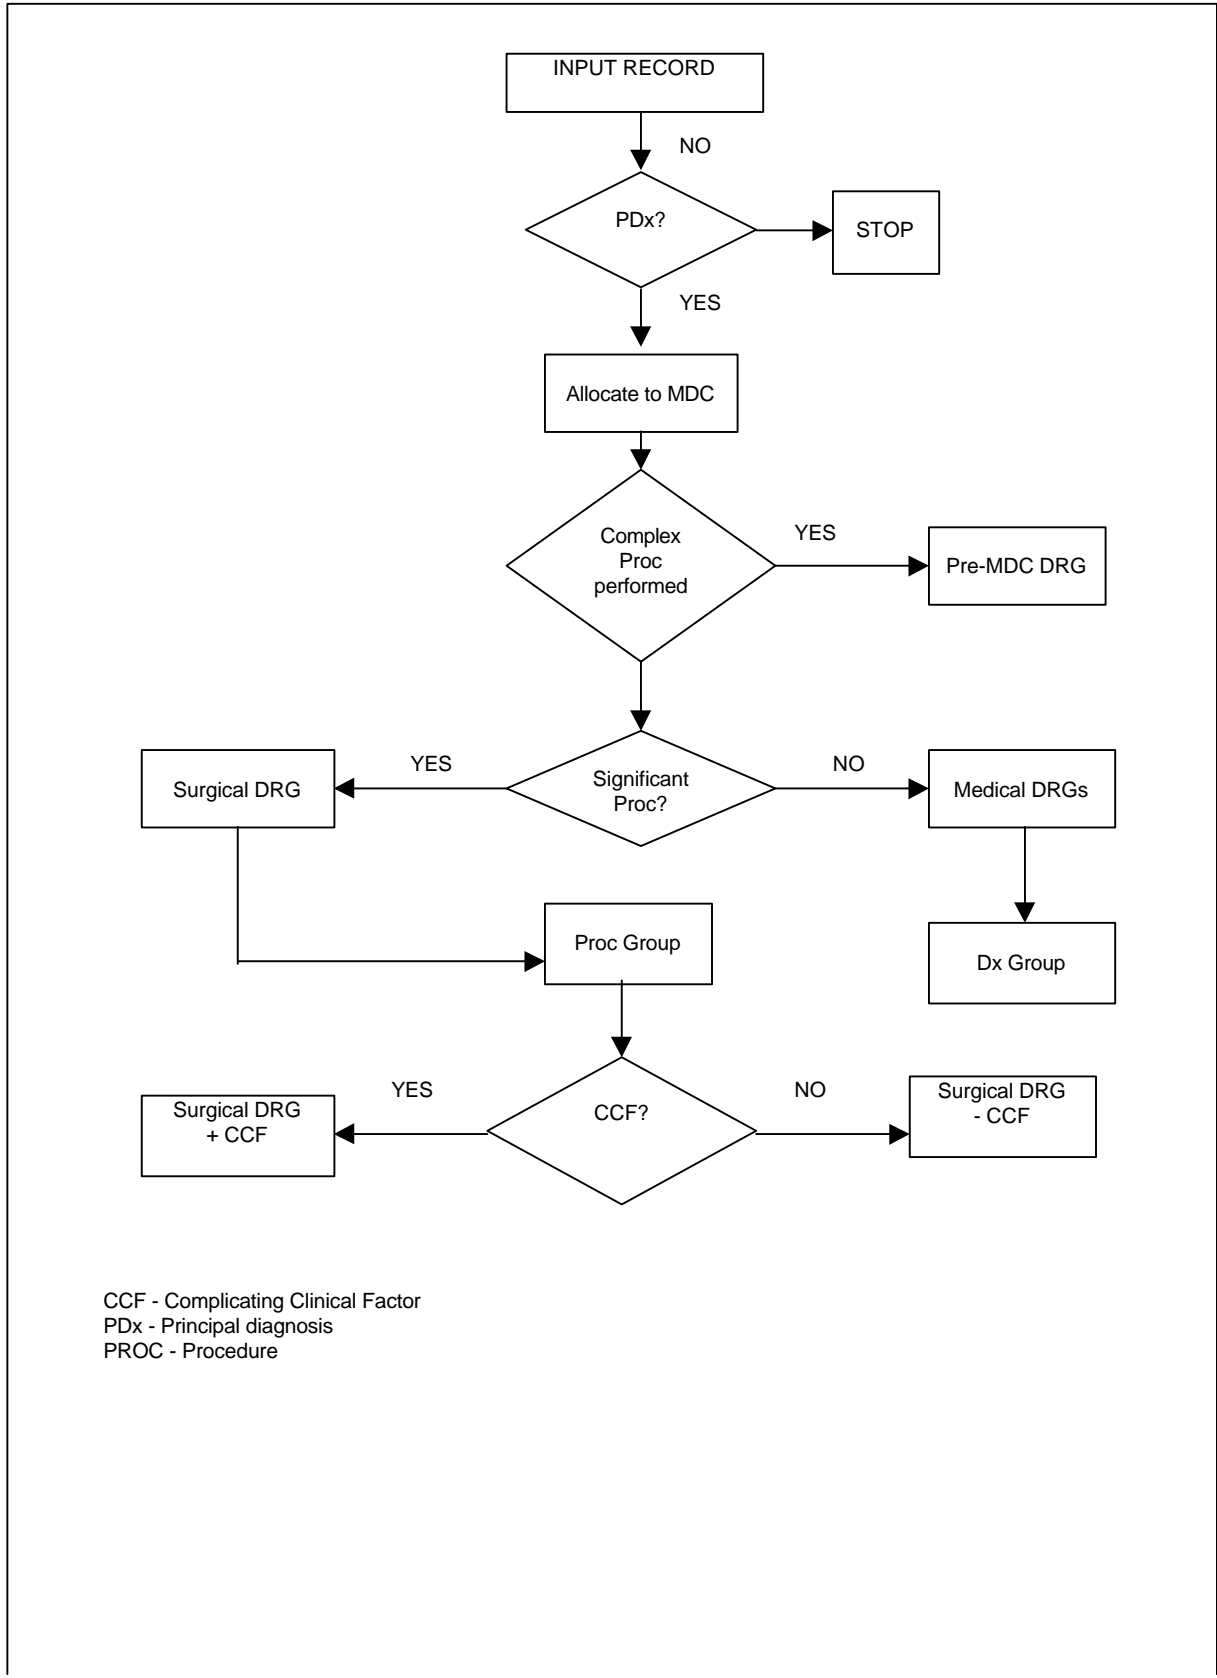 INPUT RECORD
NO
PDx?
STOP
YES
Allocate to MDC
Complex
Proc
performed
YES
Pre-MDC DRG
Surgical DRG
YES
Significant
Proc?
NO
Medical DRGs
Proc Group
Dx Group
Surgical DRG
+ CCF
YES
CCF?
NO
Surgical DRG
- CCF
CCF - Complicating Clinical Factor
PDx - Principal diagnosis
PROC - Procedure